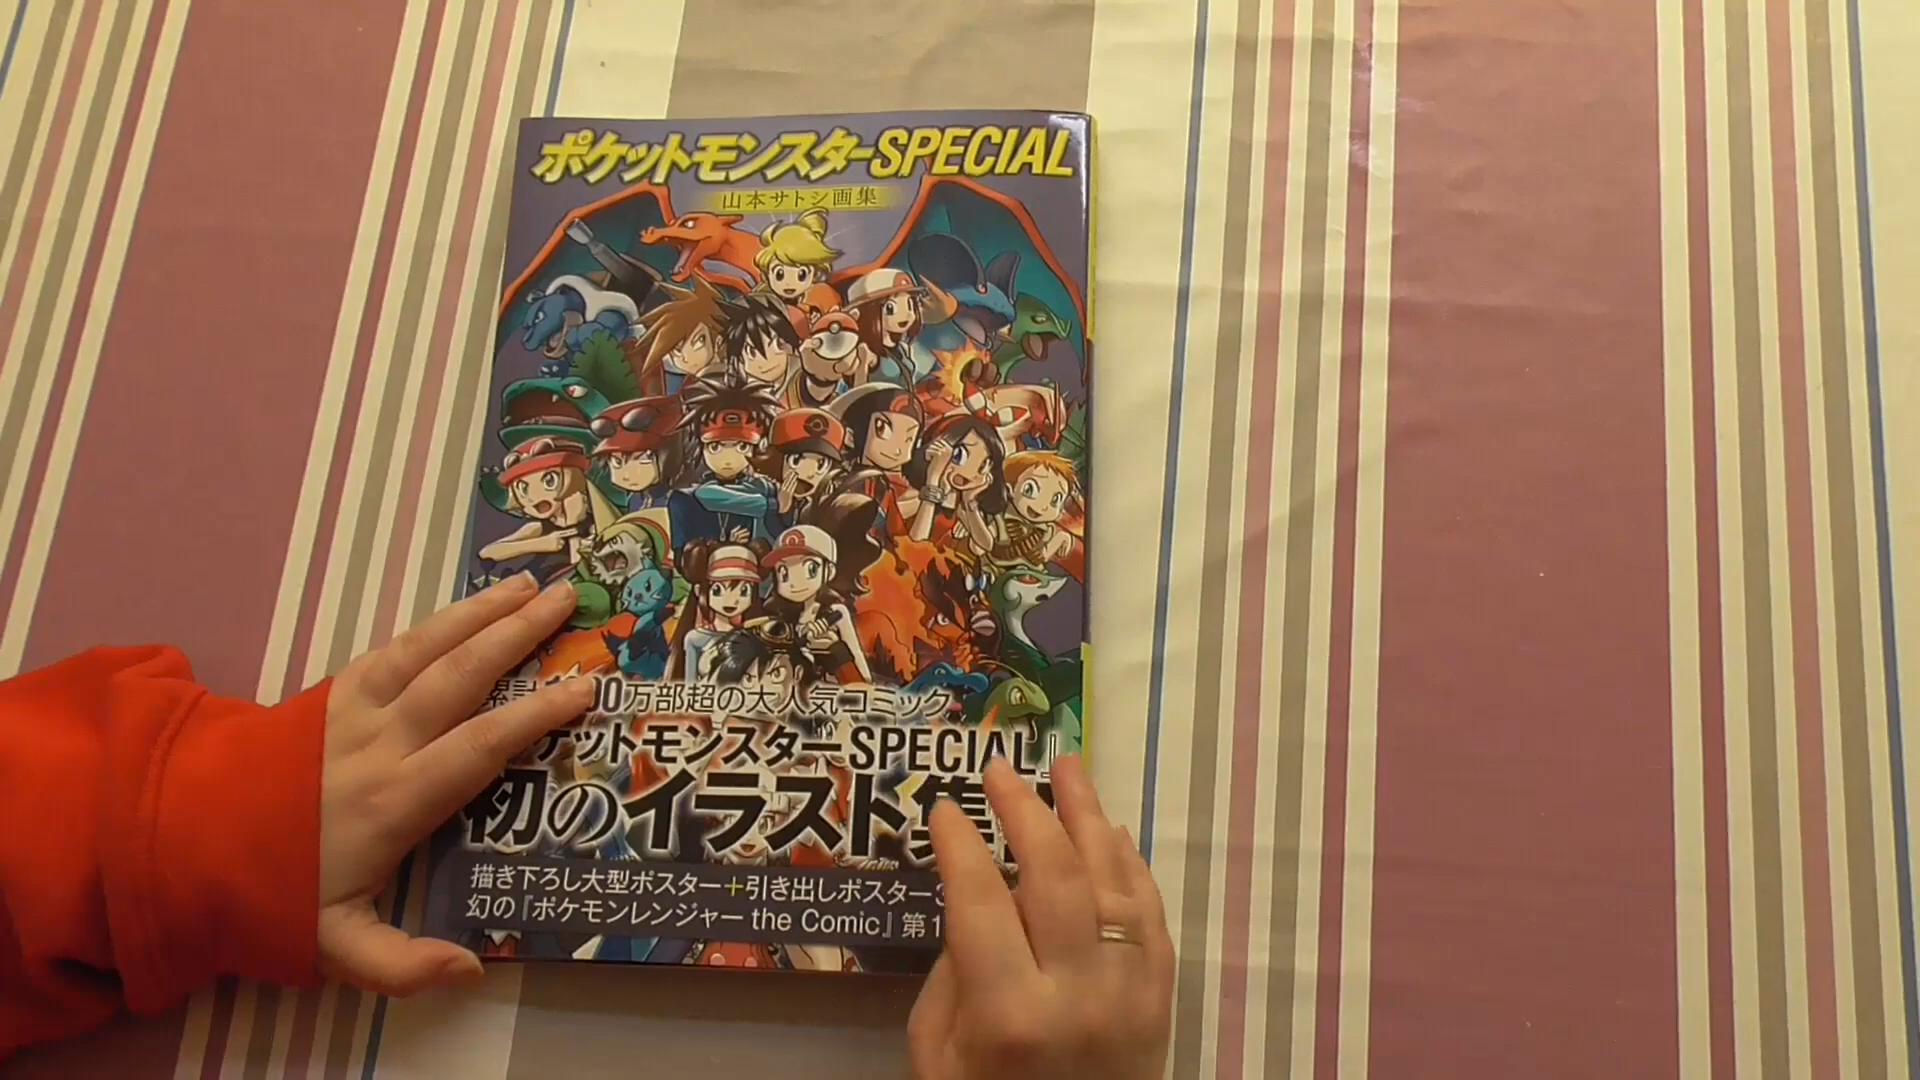 ポケットモンスターSPECIAL
山本サトシ画集
累計 00万部超の大人気コミック
ケットモンスターSPECIAL』
初のイラスト集
描き下ろし大型ポスター+引き出しポスター3
幻の『ポケモンレンジャー the Comic』第1